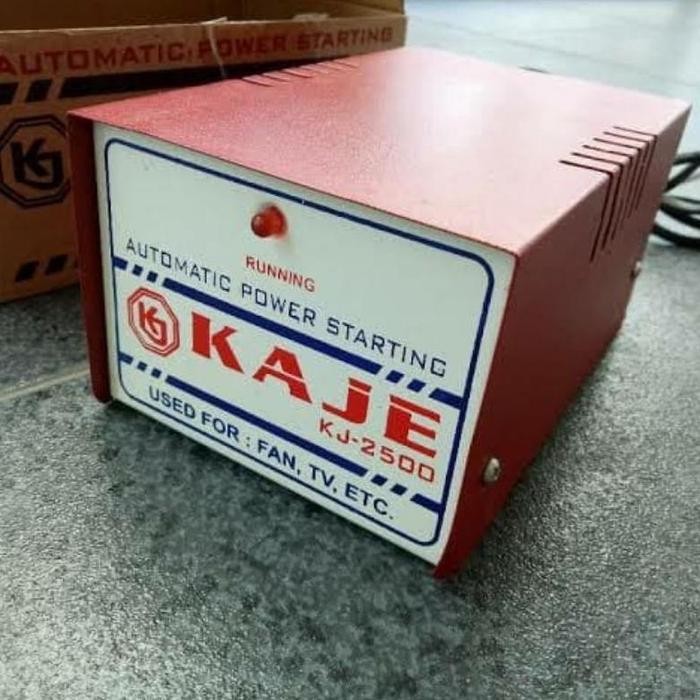 AUTOMATIC POWER STARTING
KJ
RUNNING
AUTOMATIC POWER STARTING
KJ KAJE
KJ-2500
USED FOR : FAN, TV, ETC.